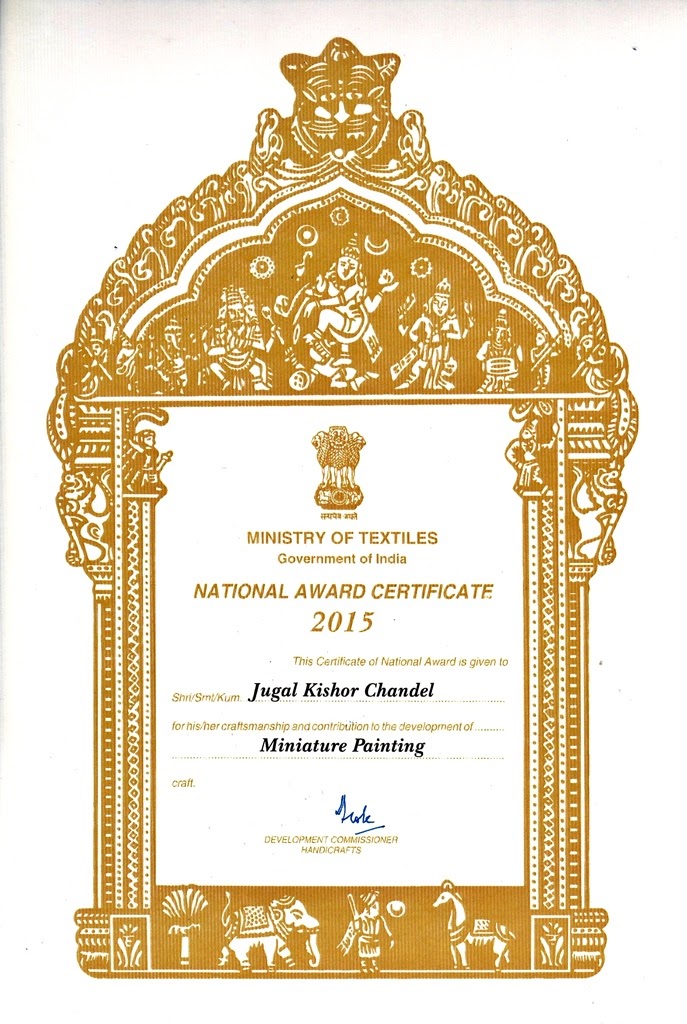 सत्यमेव जयते
MINISTRY OF TEXTILES
Government of India
NATIONAL AWARD CERTIFICATE
2015
This Certificate of National Award is given to
Shri/Smt/Kum. Jugal Kishor Chandel
for his/her craftsmanship and contribution to the development of ..........
Miniature Painting
craft.
DEVELOPMENT COMMISSIONER
HANDICRAFTS